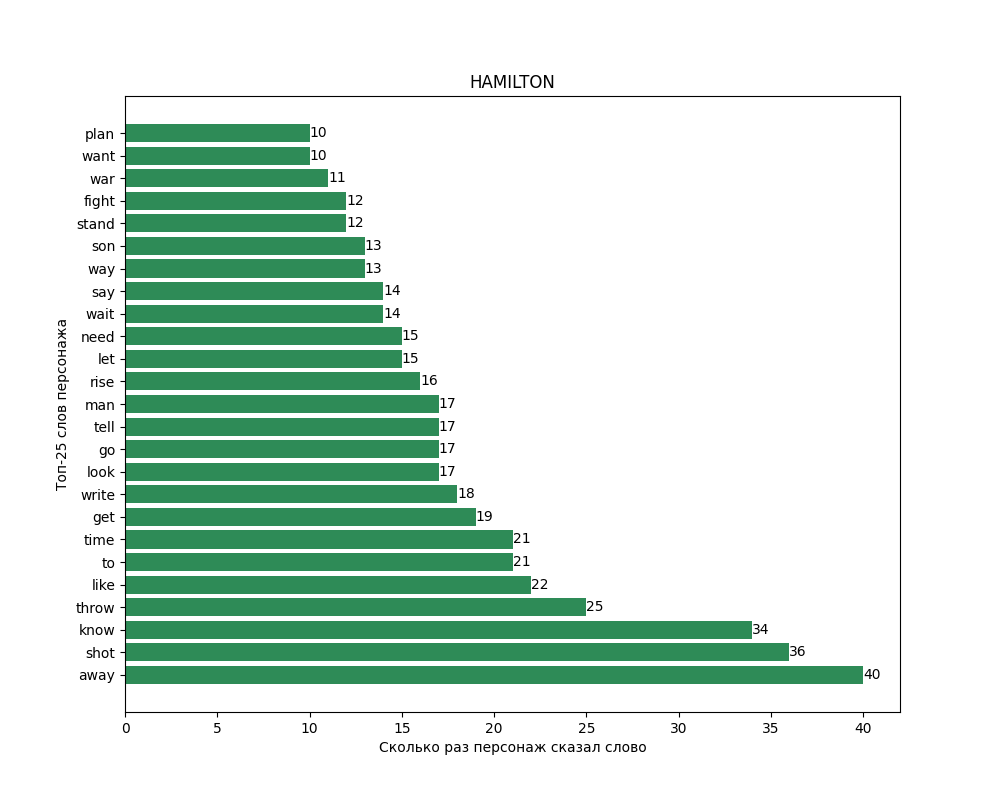 HAMILTON
plan 10
want 10
war 11
fight 12
stand 12
son 13
way 13
say 14
wait 14
need 15
let 15
rise 16
man 17
tell 17
go 17
look 17
write 18
get 19
time 21
to 21
like 22
throw 25
know 34
shot 36
away 40
Топ-25 слов персонажа
0 5 10 15 20 25 30 35 40
Сколько раз персонаж сказал слово